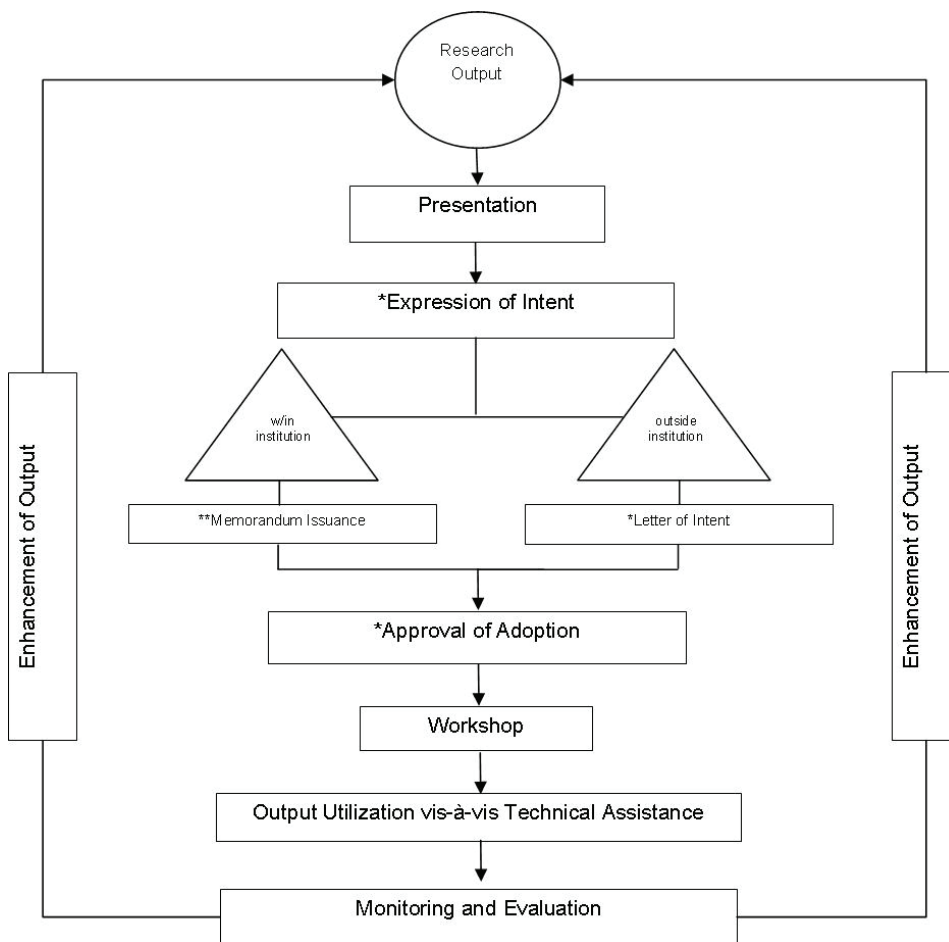 Research
Output
Presentation
*Expression of Intent
w/in
institution
outside
institution
**Memorandum Issuance
*Letter of Intent
Enhancement of Output
Enhancement of Output
*Approval of Adoption
Workshop
Output Utilization vis-à-vis Technical Assistance
Monitoring and Evaluation